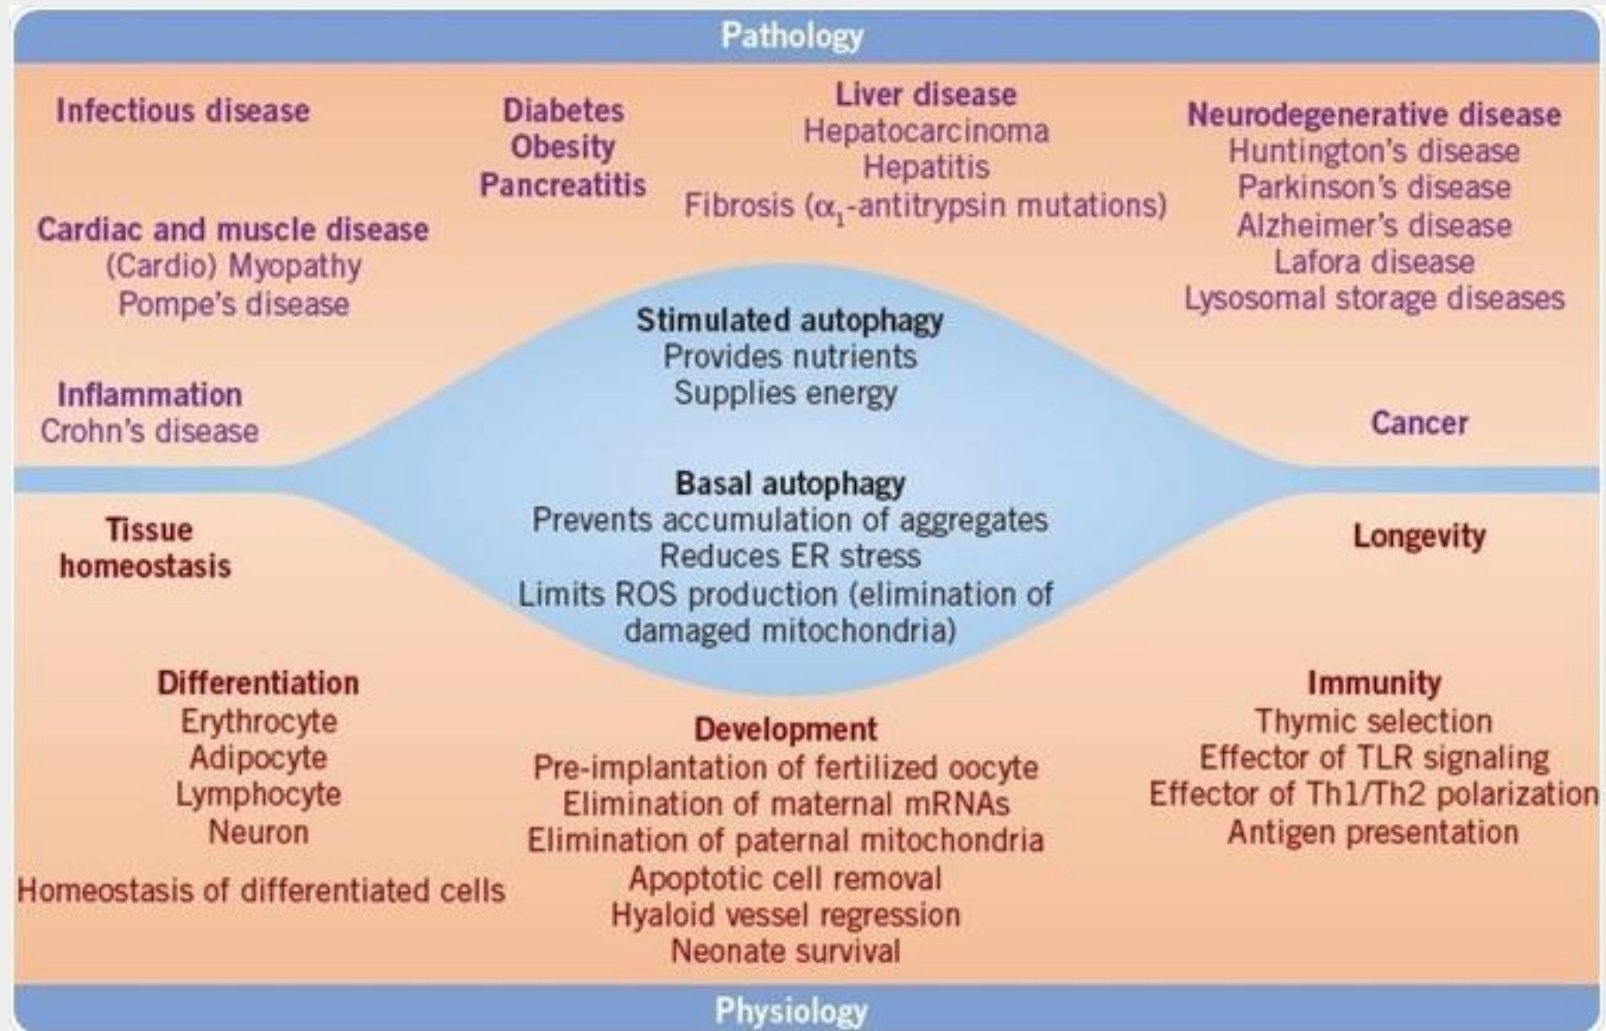 Pathology
Infectious disease
Diabetes
Obesity
Pancreatitis
Liver disease
Hepatocarcinoma
Hepatitis
Fibrosis (α₁-antitrypsin mutations)
Neurodegenerative disease
Huntington's disease
Parkinson's disease
Alzheimer's disease
Lafora disease
Lysosomal storage diseases
Cardiac and muscle disease
(Cardio) Myopathy
Pompe's disease
Inflammation
Crohn's disease
Stimulated autophagy
Provides nutrients
Supplies energy
Cancer
Basal autophagy
Prevents accumulation of aggregates
Reduces ER stress
Limits ROS production (elimination of
damaged mitochondria)
Tissue
homeostasis
Longevity
Differentiation
Erythrocyte
Adipocyte
Lymphocyte
Neuron
Homeostasis of differentiated cells
Development
Pre-implantation of fertilized oocyte
Elimination of maternal mRNAs
Elimination of paternal mitochondria
Apoptotic cell removal
Hyaloid vessel regression
Neonate survival
Immunity
Thymic selection
Effector of TLR signaling
Effector of Th1/Th2 polarization
Antigen presentation
Physiology